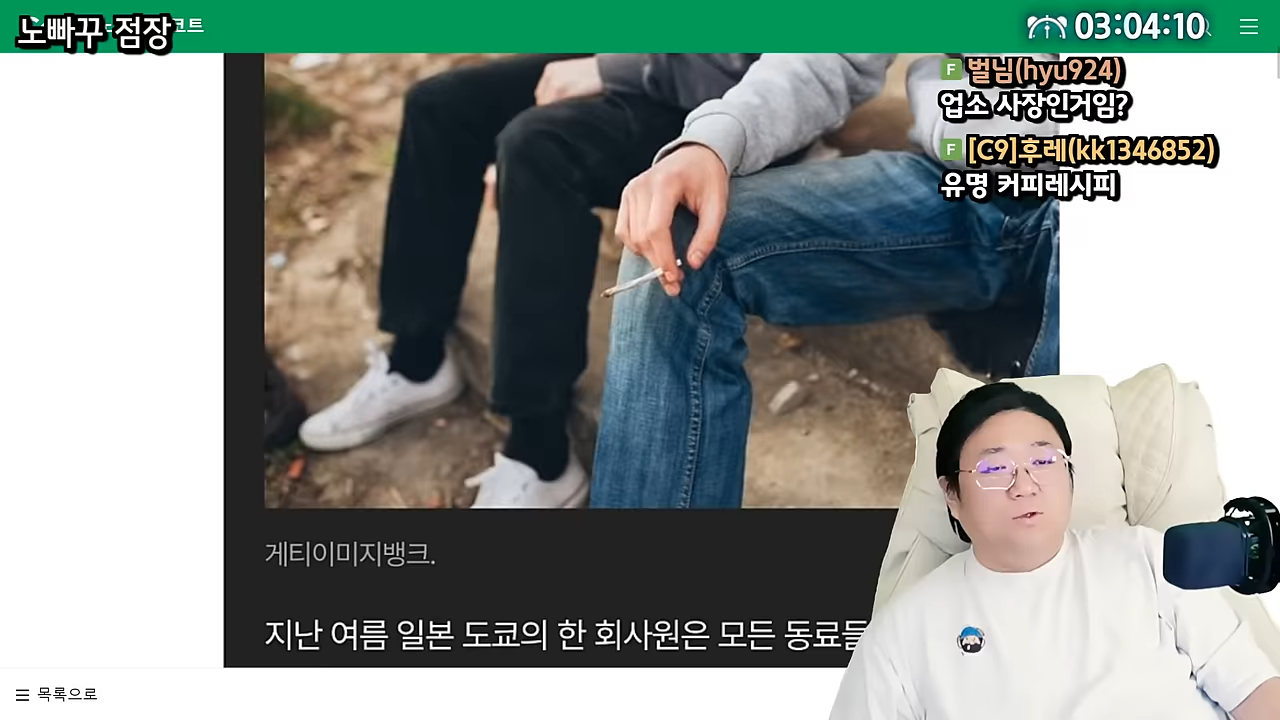 노빠꾸 점장
코트
03:04:10
F 벌님(hyu924)
업소 사장인거임?
F [C9]후레(kk1346852)
유명 커피레시피
게티이미지뱅크.
지난 여름 일본 도쿄의 한 회사원은 모든 동료들
목록으로